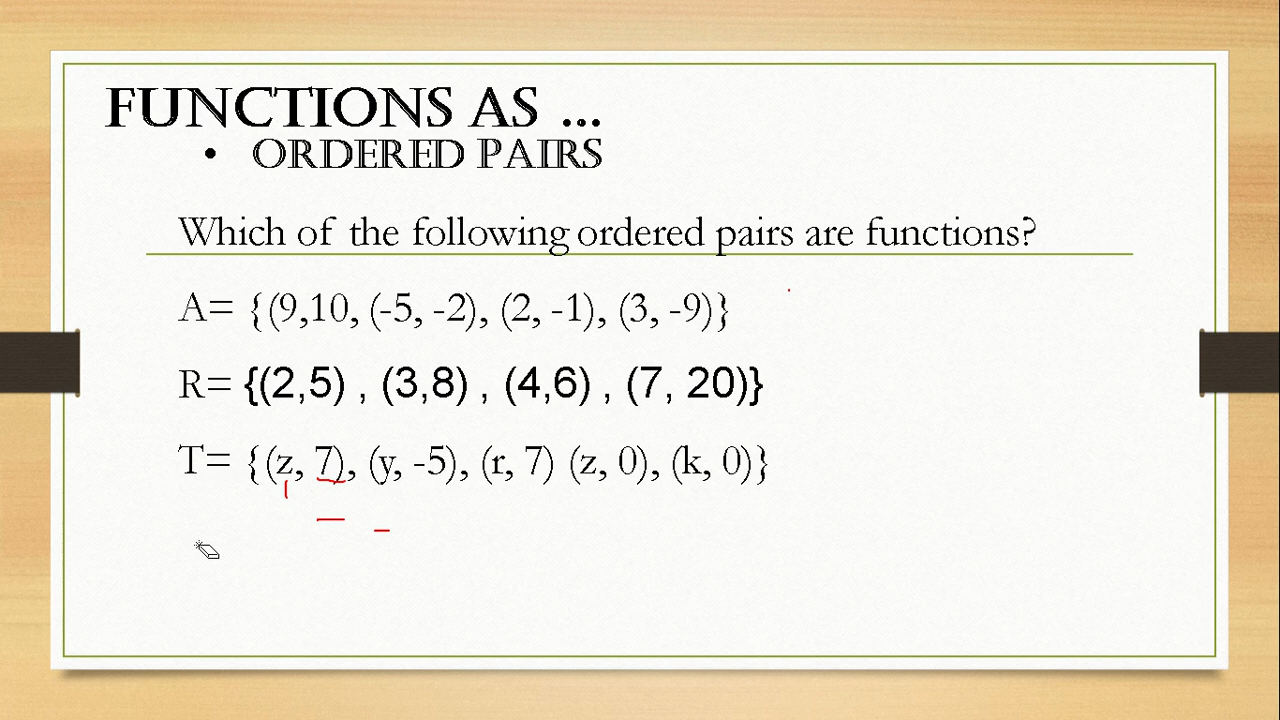 FUNCTIONS AS ...
• ORDERED PAIRS
Which of the following ordered pairs are functions?
A= {(9,10, (-5, -2), (2, -1), (3, -9)}
R= {(2,5) , (3,8) , (4,6) , (7, 20)}
T= {(z, 7), (y, -5), (r, 7) (z, 0), (k, 0)}